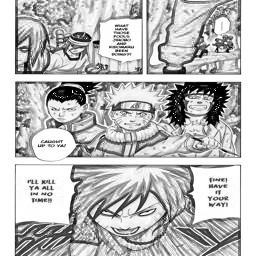 WHAT
HAVE
THOSE
FOOLS
JIROBO
AND
KIDOMARU
BEEN
DOING?!
CAUGHT
UP TO YA!
I'LL KILL
YA ALL
IN NO
TIME!!
FINE!
HAVE
IT
YOUR
WAY!